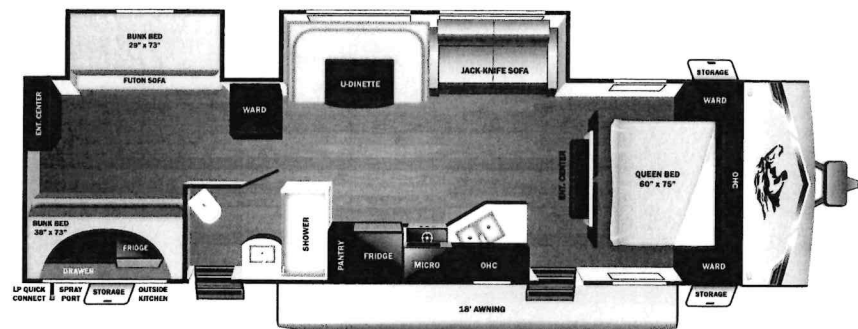 BUNK BED
28" x 73"
FUTON SOFA
ENT. CENTER
WARD
U-DINETTE
JACK-KNIFE SOFA
STORAGE
WARD
ENT. CENTER
QUEEN BED
60" x 75"
OHC
WARD
STORAGE
BUNK BED
38" x 73"
FRIDGE
DRAWER
SHOWER
PANTRY
FRIDGE
MICRO
OHC
LP QUICK
CONNECT
SPRAY
PORT
STORAGE
OUTSIDE
KITCHEN
18' AWNING